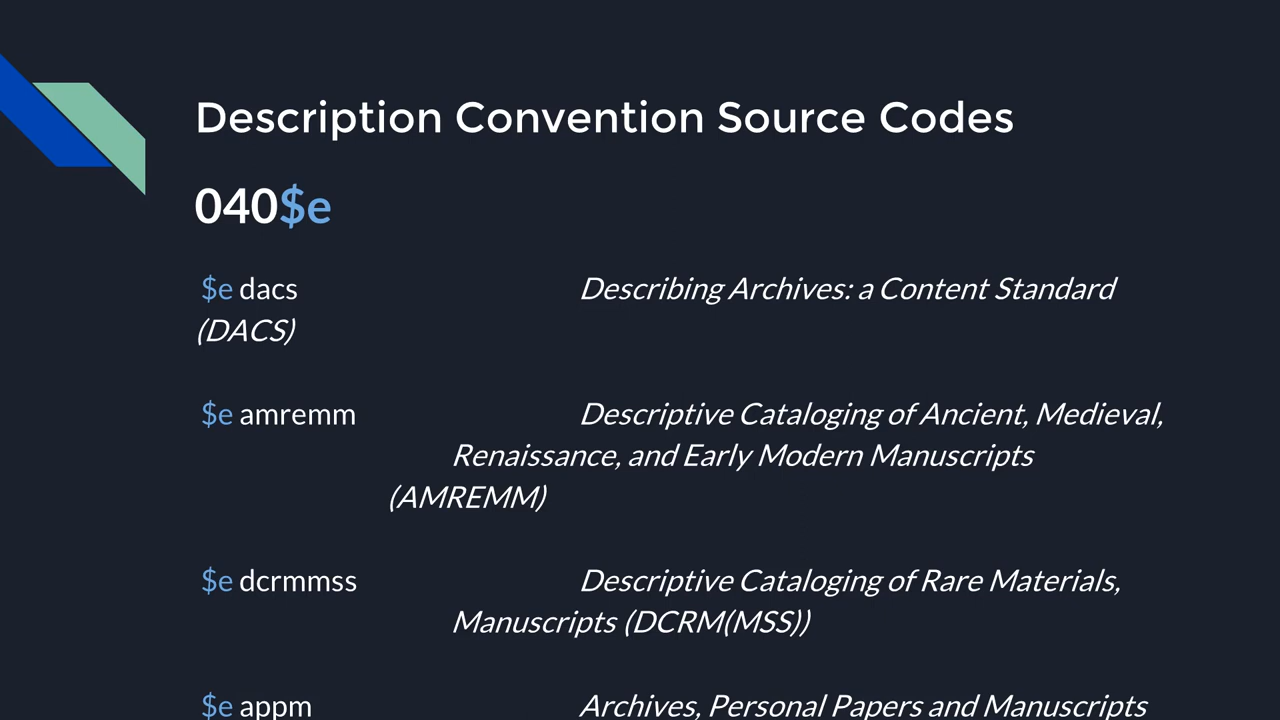 Description Convention Source Codes
040$e
$e dacs Describing Archives: a Content Standard
(DACS)
$e amremm Descriptive Cataloging of Ancient, Medieval,
Renaissance, and Early Modern Manuscripts
(AMREMM)
$e dcrmmss Descriptive Cataloging of Rare Materials,
Manuscripts (DCRM(MSS))
$e appm Archives, Personal Papers and Manuscripts